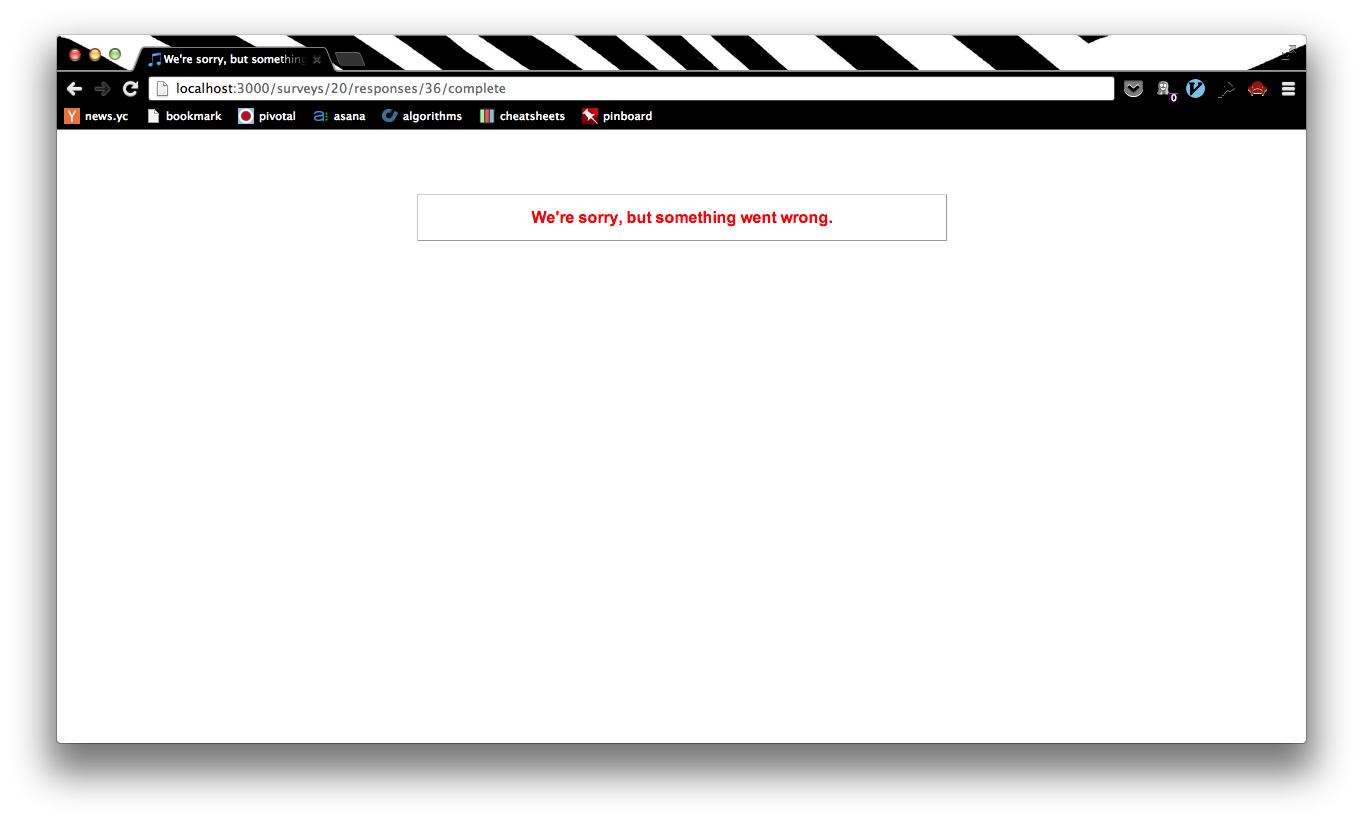 We're sorry, but something
localhost:3000/surveys/20/responses/36/complete
0
Y news.yc bookmark pivotal a: asana algorithms cheatsheets pinboard
We're sorry, but something went wrong.